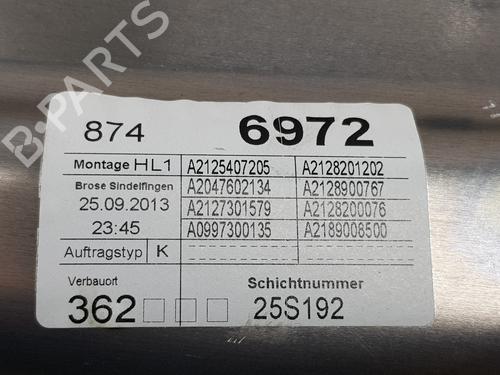 874 6972
Montage HL1 A2125407205 A2128201202
Brose Sindelfingen A2047602134 A2128900767
25.09.2013 A2127301579 A2128200076
23:45 A0997300135 A2189006500
Auftragstyp K
Verbauort Schichtnummer
362 25S192
B-PARTS